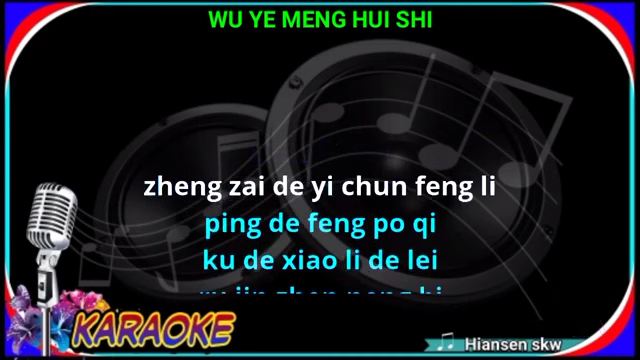 WU YE MENG HUI SHI
zheng zai de yi chun feng li
ping de feng po qi
ku de xiao li de lei
KARAOKE
Hiansen skw